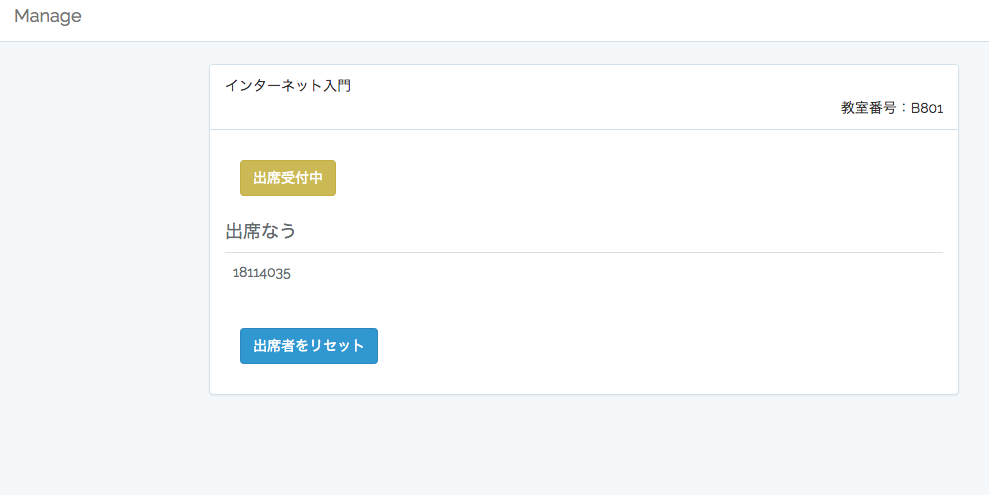 Manage
インターネット入門
教室番号：B801
出席受付中
出席なう
18114035
出席者をリセット